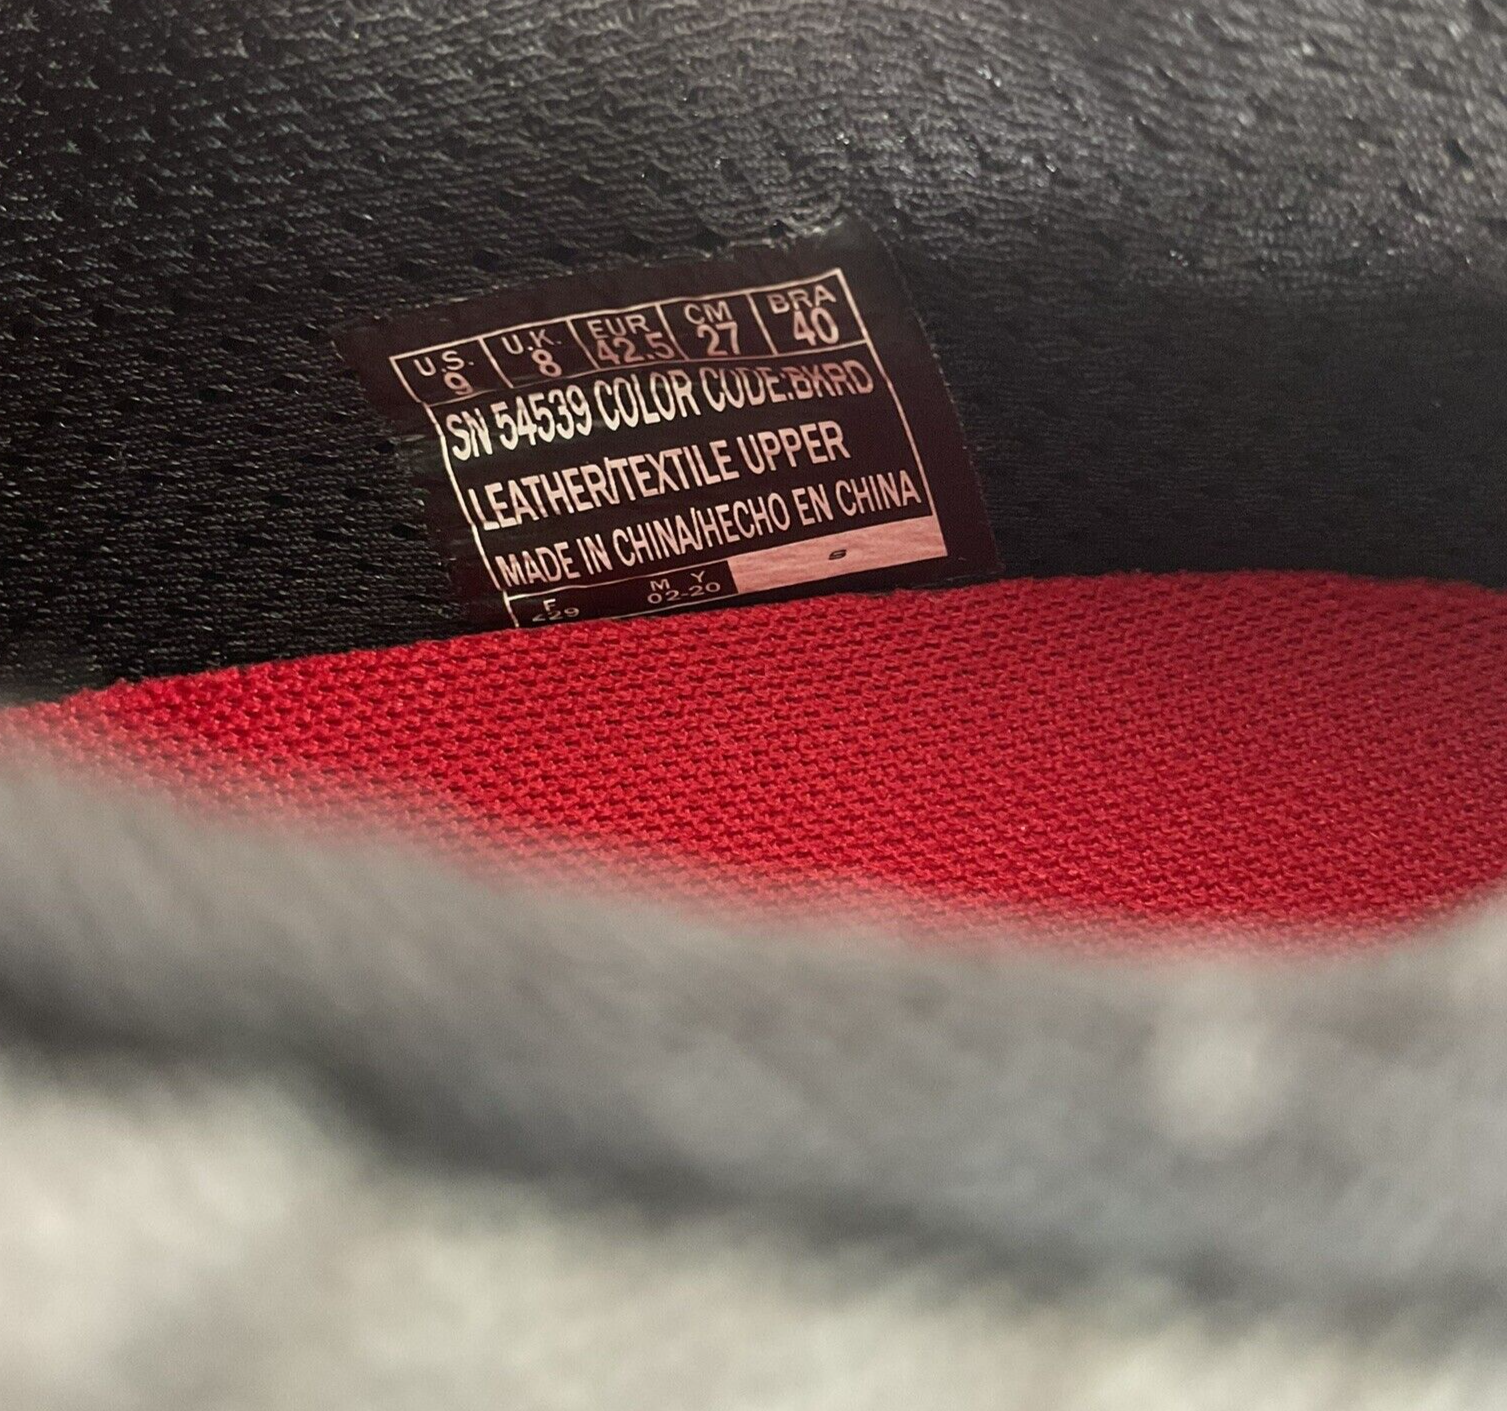 U.S. U.K. EUR CM BRA
9 8 42.5 27 40
SN 54539 COLOR CODE:BKRD
LEATHER/TEXTILE UPPER
MADE IN CHINA/HECHO EN CHINA
F M Y
02-20